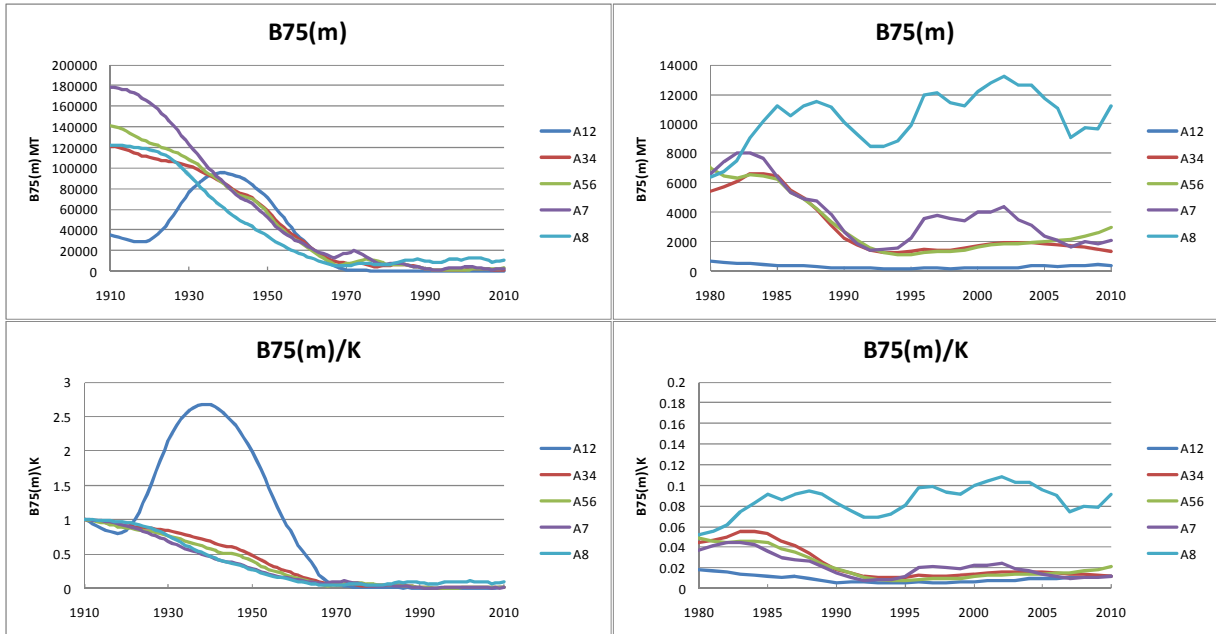 B75(m)
B75(m) MT
200000
180000
160000
140000
120000
100000
80000
60000
40000
20000
0
1910 1930 1950 1970 1990 2010
A12
A34
A56
A7
A8
B75(m)
B75(m) MT
14000
12000
10000
8000
6000
4000
2000
0
1980 1985 1990 1995 2000 2005 2010
A12
A34
A56
A7
A8
B75(m)/K
B75(m)\K
3
2.5
2
1.5
1
0.5
0
1910 1930 1950 1970 1990 2010
A12
A34
A56
A7
A8
B75(m)/K
B75(m)\K
0.2
0.18
0.16
0.14
0.12
0.10
0.08
0.06
0.04
0.02
0
1980 1985 1990 1995 2000 2005 2010
A12
A34
A56
A7
A8